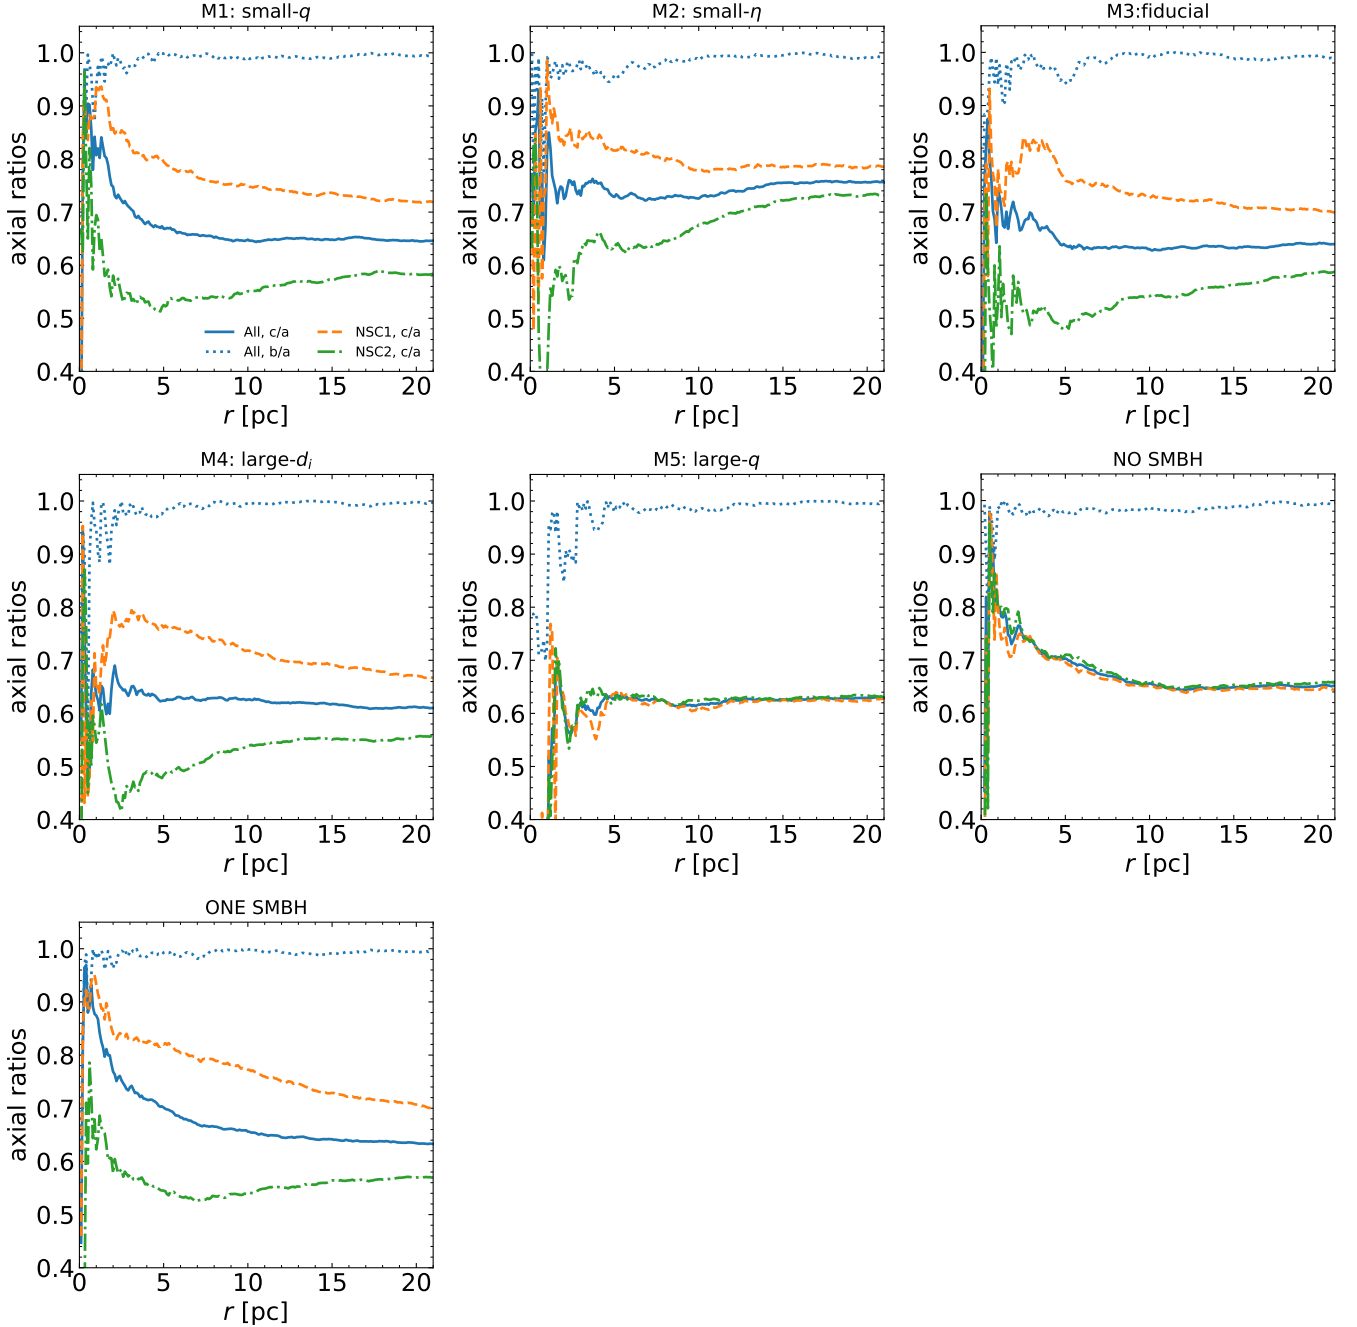 M1: small-q
M2: small-η
M3:fiducial
axial ratios
1.0
0.9
0.8
0.7
0.6
0.5
0.4
All, c/a
All, b/a
NSC1, c/a
NSC2, c/a
0 5 10 15 20
r [pc]
axial ratios
1.0
0.9
0.8
0.7
0.6
0.5
0.4
0 5 10 15 20
r [pc]
axial ratios
1.0
0.9
0.8
0.7
0.6
0.5
0.4
0 5 10 15 20
r [pc]
M4: large-dᵢ
M5: large-q
NO SMBH
axial ratios
1.0
0.9
0.8
0.7
0.6
0.5
0.4
0 5 10 15 20
r [pc]
axial ratios
1.0
0.9
0.8
0.7
0.6
0.5
0.4
0 5 10 15 20
r [pc]
axial ratios
1.0
0.9
0.8
0.7
0.6
0.5
0.4
0 5 10 15 20
r [pc]
ONE SMBH
axial ratios
1.0
0.9
0.8
0.7
0.6
0.5
0.4
0 5 10 15 20
r [pc]